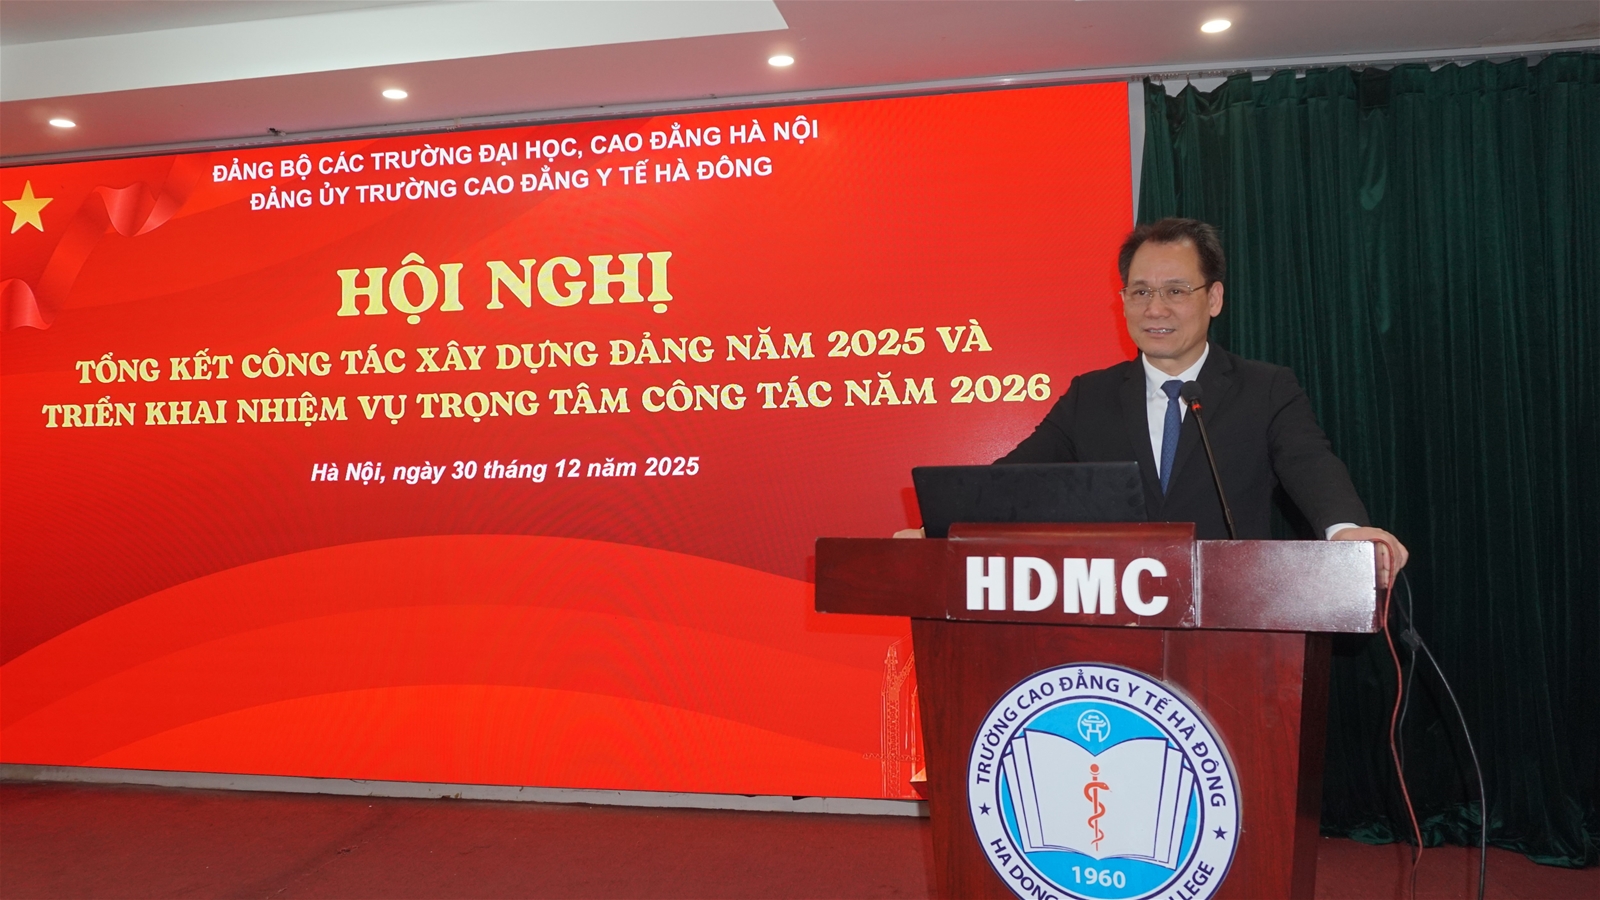 ĐẢNG BỘ CÁC TRƯỜNG ĐẠI HỌC, CAO ĐẲNG HÀ NỘI
ĐẢNG ỦY TRƯỜNG CAO ĐẲNG Y TẾ HÀ ĐÔNG
HỘI NGHỊ
TỔNG KẾT CÔNG TÁC XÂY DỰNG ĐẢNG NĂM 2025 VÀ
TRIỂN KHAI NHIỆM VỤ TRỌNG TÂM CÔNG TÁC NĂM 2026
Hà Nội, ngày 30 tháng 12 năm 2025
HDMC
TRƯỜNG CAO ĐẲNG Y TẾ HÀ ĐÔNG
1960
HA DONG